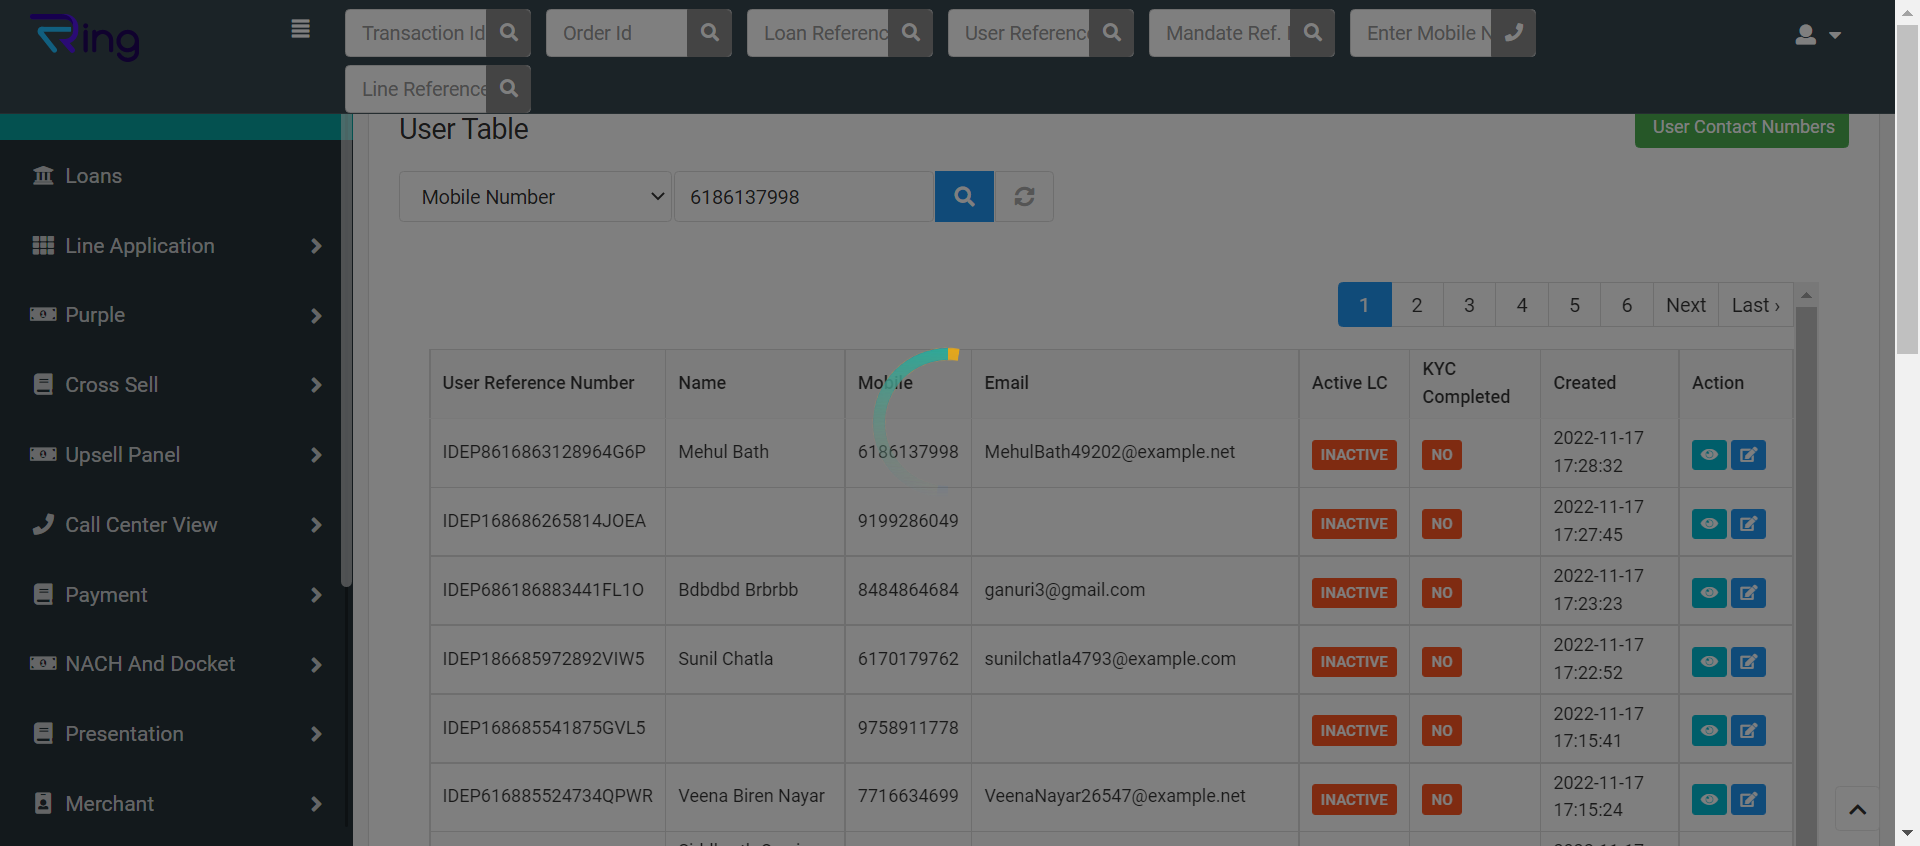 Ring
Transaction Id
Order Id
Loan Referenc
User Reference
Mandate Ref.
Enter Mobile N
Line Reference
User Table
User Contact Numbers
Loans
Line Application
Purple
Cross Sell
Upsell Panel
Call Center View
Payment
NACH And Docket
Presentation
Merchant
Mobile Number
6186137998
1 2 3 4 5 6 Next Last ›
User Reference Number Name Mobile Email Active LC KYC Completed Created Action
IDEP8616863128964G6P Mehul Bath 6186137998 MehulBath49202@example.net INACTIVE NO 2022-11-17 17:28:32
IDEP168686265814JOEA 9199286049 INACTIVE NO 2022-11-17 17:27:45
IDEP686186883441FL1O Bdbdbd Brbrbb 8484864684 ganuri3@gmail.com INACTIVE NO 2022-11-17 17:23:23
IDEP186685972892VIW5 Sunil Chatla 6170179762 sunilchatla4793@example.com INACTIVE NO 2022-11-17 17:22:52
IDEP168685541875GVL5 9758911778 INACTIVE NO 2022-11-17 17:15:41
IDEP616885524734QPWR Veena Biren Nayar 7716634699 VeenaNayar26547@example.net INACTIVE NO 2022-11-17 17:15:24